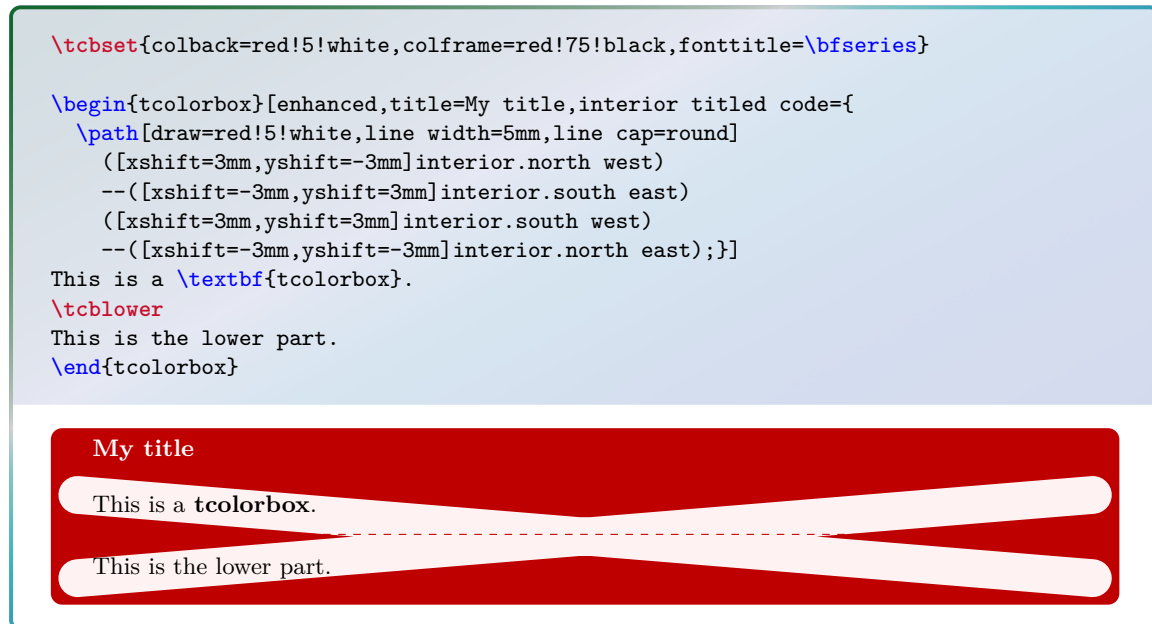 \tcbset{colback=red!5!white,colframe=red!75!black,fonttitle=\bfseries}
\begin{tcolorbox}[enhanced,title=My title,interior titled code={
\path[draw=red!5!white,line width=5mm,line cap=round]
([xshift=3mm,yshift=-3mm]interior.north west)
--([xshift=-3mm,yshift=3mm]interior.south east)
([xshift=3mm,yshift=3mm]interior.south west)
--([xshift=-3mm,yshift=-3mm]interior.north east);}]
This is a \textbf{tcolorbox}.
\tcblower
This is the lower part.
\end{tcolorbox}
My title
This is a tcolorbox.
This is the lower part.